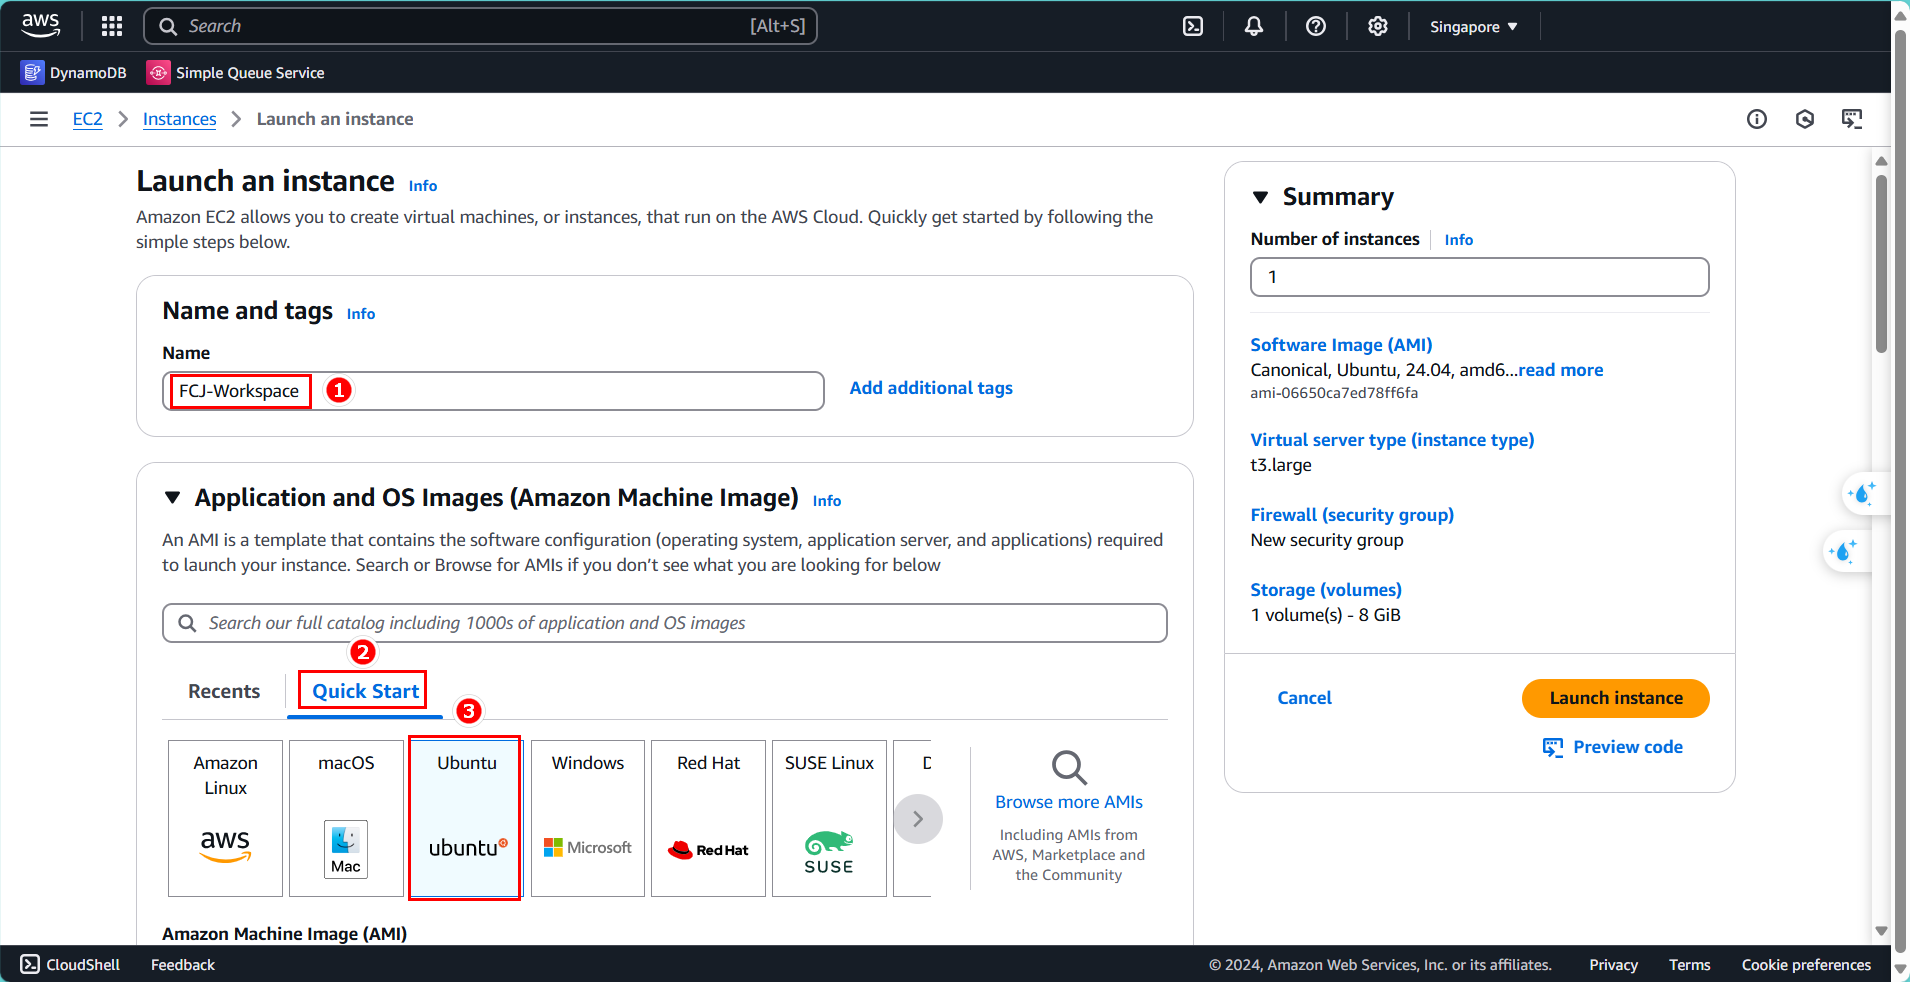 aws
Search [Alt+S]
Singapore
DynamoDB
Simple Queue Service
EC2
Instances
Launch an instance
Launch an instance Info
Amazon EC2 allows you to create virtual machines, or instances, that run on the AWS Cloud. Quickly get started by following the
simple steps below.
Name and tags Info
Name
FCJ-Workspace
1
Add additional tags
Application and OS Images (Amazon Machine Image) Info
An AMI is a template that contains the software configuration (operating system, application server, and applications) required
to launch your instance. Search or Browse for AMIs if you don’t see what you are looking for below
Search our full catalog including 1000s of application and OS images
2
Recents
Quick Start
3
Amazon
Linux
aws
macOS
Mac
Ubuntu
ubuntu
Windows
Microsoft
Red Hat
Red Hat
SUSE Linux
SUSE
Browse more AMIs
Including AMIs from
AWS, Marketplace and
the Community
Amazon Machine Image (AMI)
Summary
Number of instances Info
1
Software Image (AMI)
Canonical, Ubuntu, 24.04, amd6...read more
ami-06650ca7ed78ff6fa
Virtual server type (instance type)
t3.large
Firewall (security group)
New security group
Storage (volumes)
1 volume(s) - 8 GiB
Cancel
Launch instance
Preview code
CloudShell
Feedback
© 2024, Amazon Web Services, Inc. or its affiliates.
Privacy
Terms
Cookie preferences